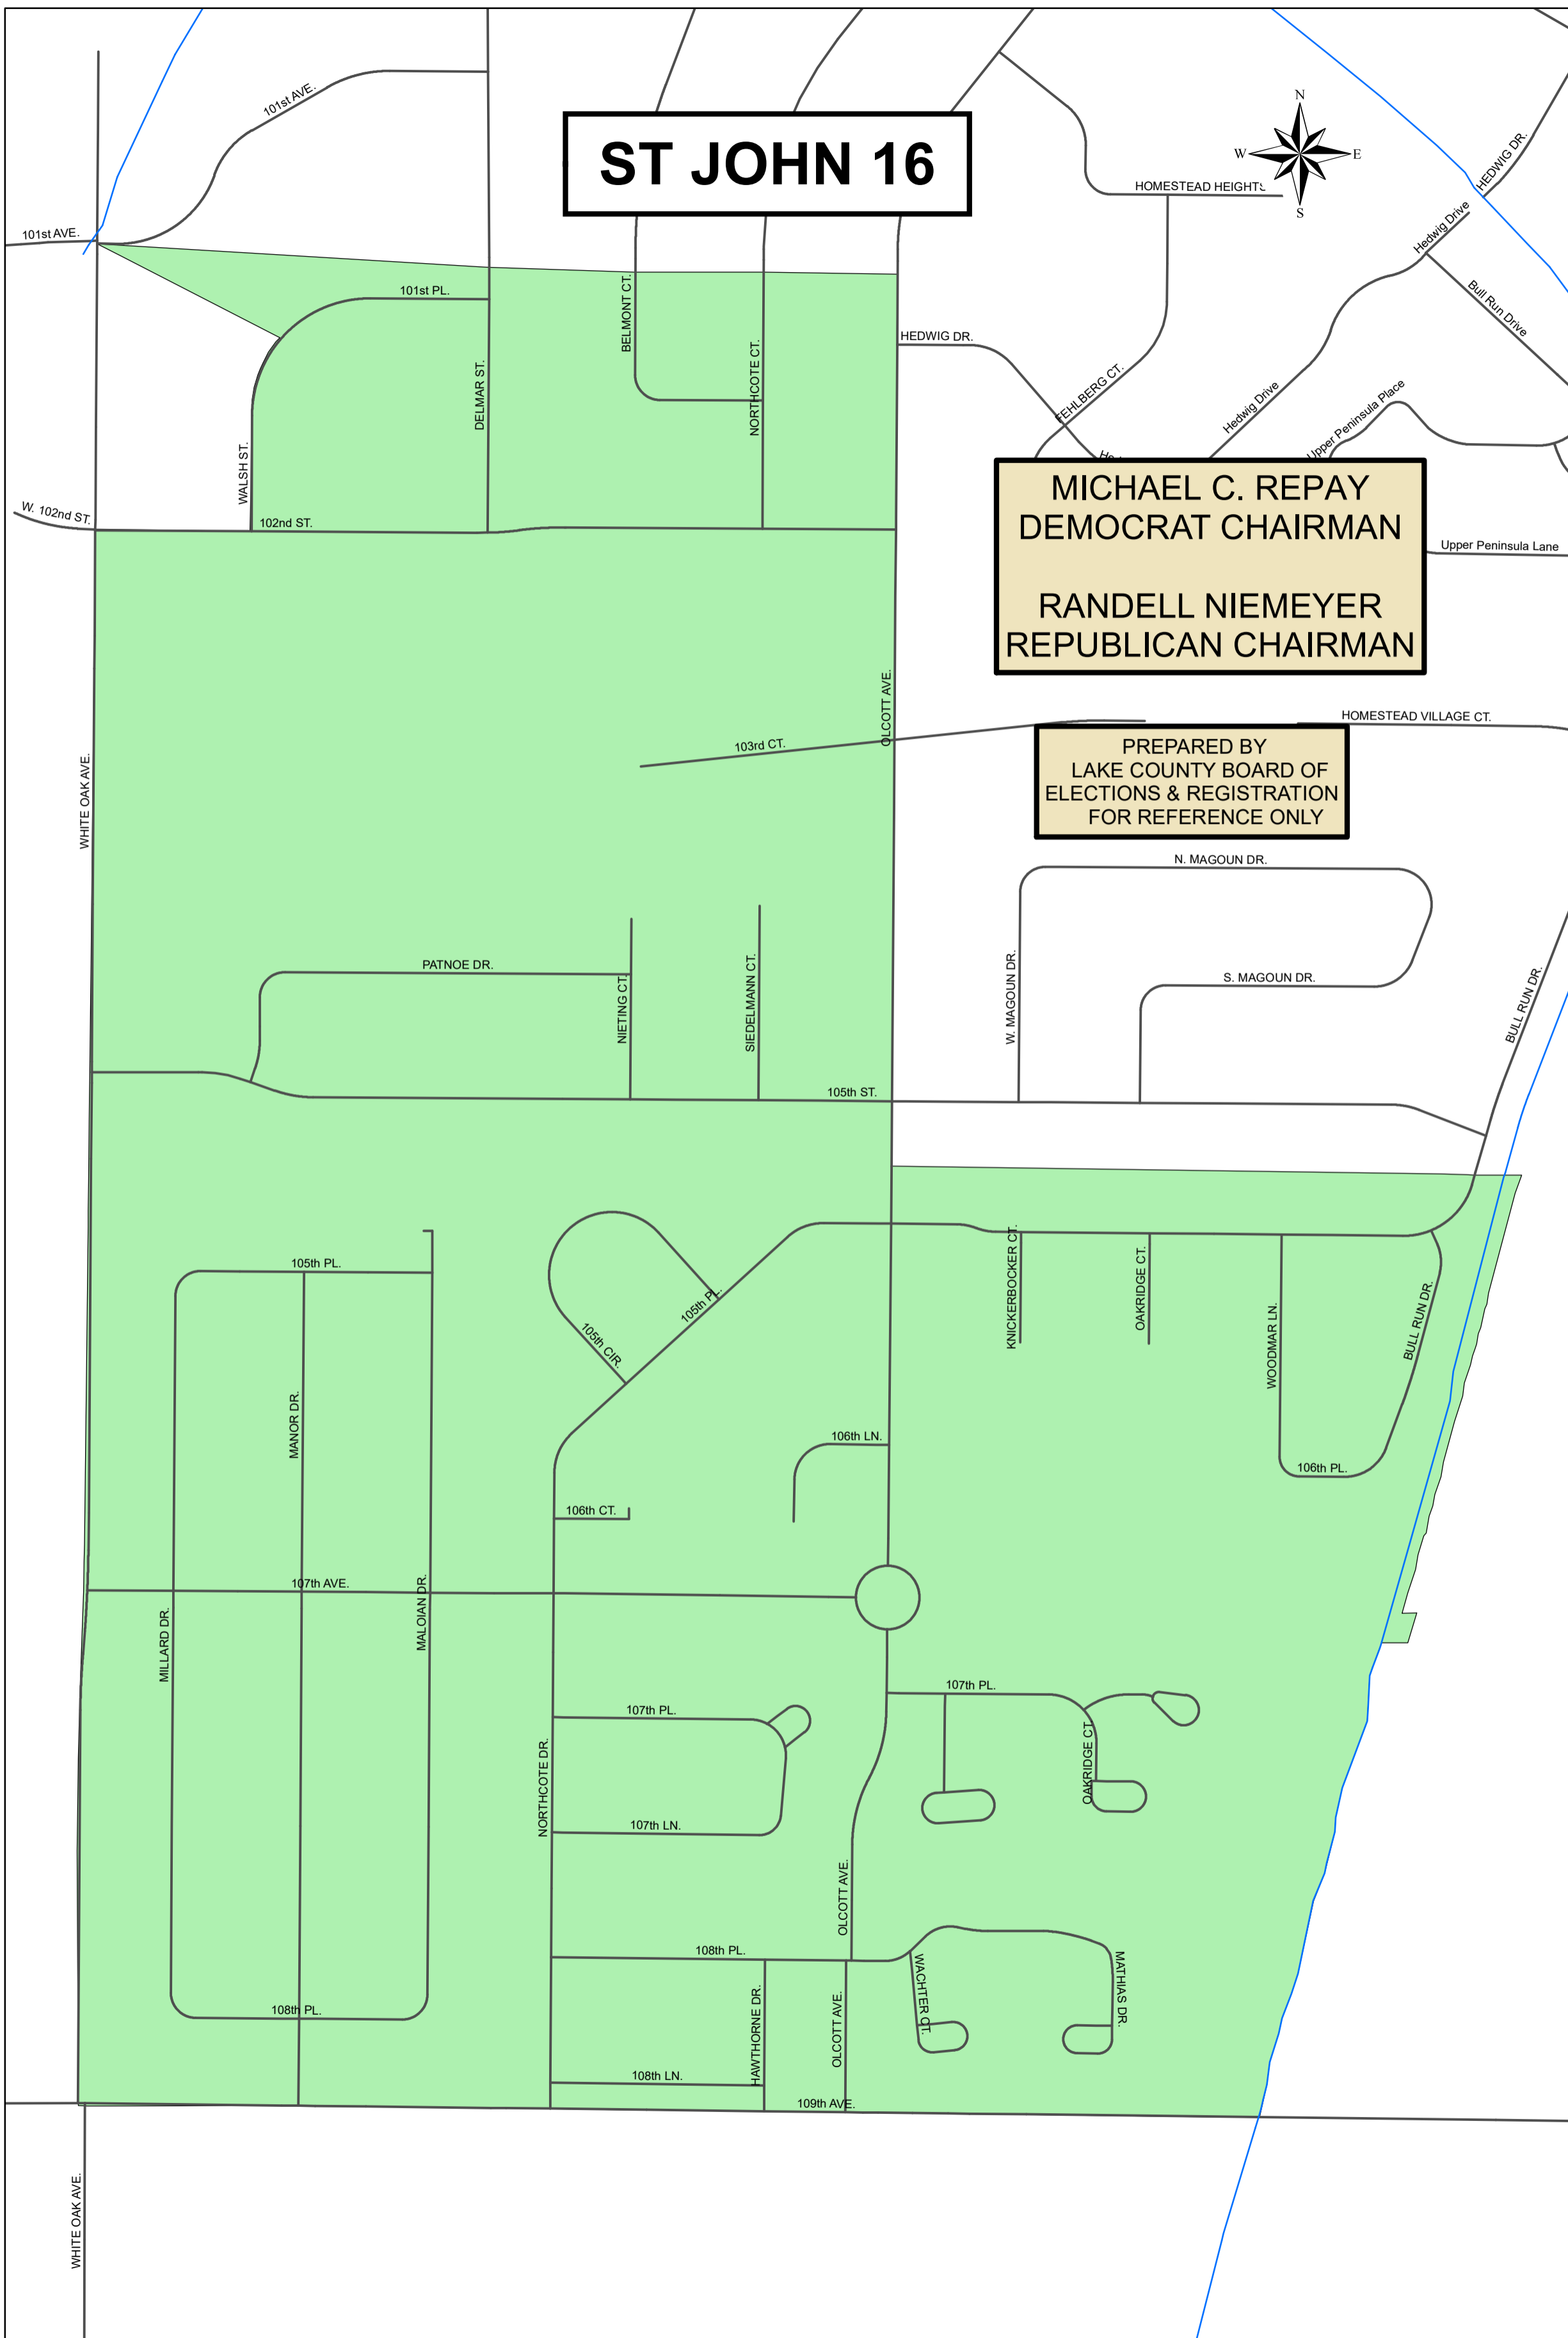 101st AVE.
ST JOHN 16
N
W
E
S
HEDWIG DR.
HOMESTEAD HEIGHTS
101st AVE.
Hedwig Drive
101st PL.
BELMONT CT.
Bull Run Drive
HEDWIG DR.
DELMAR ST.
NORTHCOTE CT.
FEHLBERG CT.
Hedwig Drive
Upper Peninsula Place
WALSH ST.
W. 102nd ST.
102nd ST.
MICHAEL C. REPAY
DEMOCRAT CHAIRMAN
RANDELL NIEMEYER
REPUBLICAN CHAIRMAN
Upper Peninsula Lane
OLCOTT AVE.
HOMESTEAD VILLAGE CT.
103rd CT.
WHITE OAK AVE.
PREPARED BY
LAKE COUNTY BOARD OF
ELECTIONS & REGISTRATION
FOR REFERENCE ONLY
N. MAGOUN DR.
PATNOE DR.
NIETING CT.
SIEDELMANN CT.
W. MAGOUN DR.
S. MAGOUN DR.
BULL RUN DR.
105th ST.
105th PL.
105th PL.
105th CIR.
KNICKERBOCKER CT.
OAKRIDGE CT.
WOODMAR LN.
BULL RUN DR.
MANOR DR.
106th LN.
106th PL.
106th CT.
107th AVE.
MILLARD DR.
MALOIAN DR.
107th PL.
107th PL.
NORTHCOTE DR.
OAKRIDGE CT.
107th LN.
OLCOTT AVE.
108th PL.
WACHTER CT.
MATHIAS DR.
108th PL.
HAWTHORNE DR.
OLCOTT AVE.
108th LN.
109th AVE.
WHITE OAK AVE.